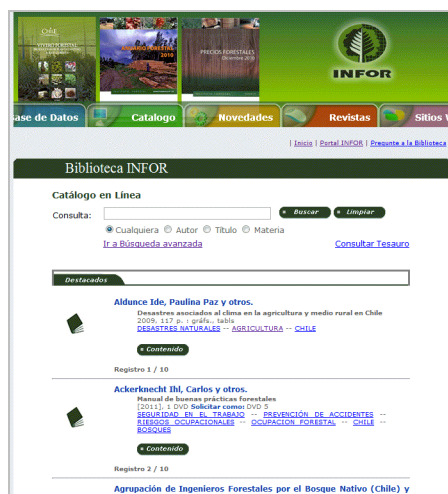 Chile
ANUARIO FORESTAL
2010
PRECIOS FORESTALES
INFOR
ase de Datos
Catalogo
Novedades
Revistas
Sitios W
| Inicio | Portal INFOR | Pregunte a la Biblioteca
Biblioteca INFOR
Catálogo en Línea
Consulta:
Buscar
Limpiar
Cualquiera Autor Título Materia
Ir a Búsqueda avanzada
Consultar Tesauro
Destacados
Aldunce Ide, Paulina Paz y otros.
Desastres asociados al clima en la agricultura y medio rural en Chile
2009, 117 p. : gráfs., tabls
DESASTRES NATURALES -- AGRICULTURA -- CHILE
Contenido
Registro 1 / 10
Ackerknecht Ihl, Carlos y otros.
Manual de buenas prácticas forestales
[2011], 1 DVD Solicitar como: DVD 5
SEGURIDAD EN EL TRABAJO -- PREVENCIÓN DE ACCIDENTES --
RIESGOS OCUPACIONALES -- OCUPACION FORESTAL -- CHILE --
BOSQUES
Contenido
Registro 2 / 10
Agrupación de Ingenieros Forestales por el Bosque Nativo (Chile) y